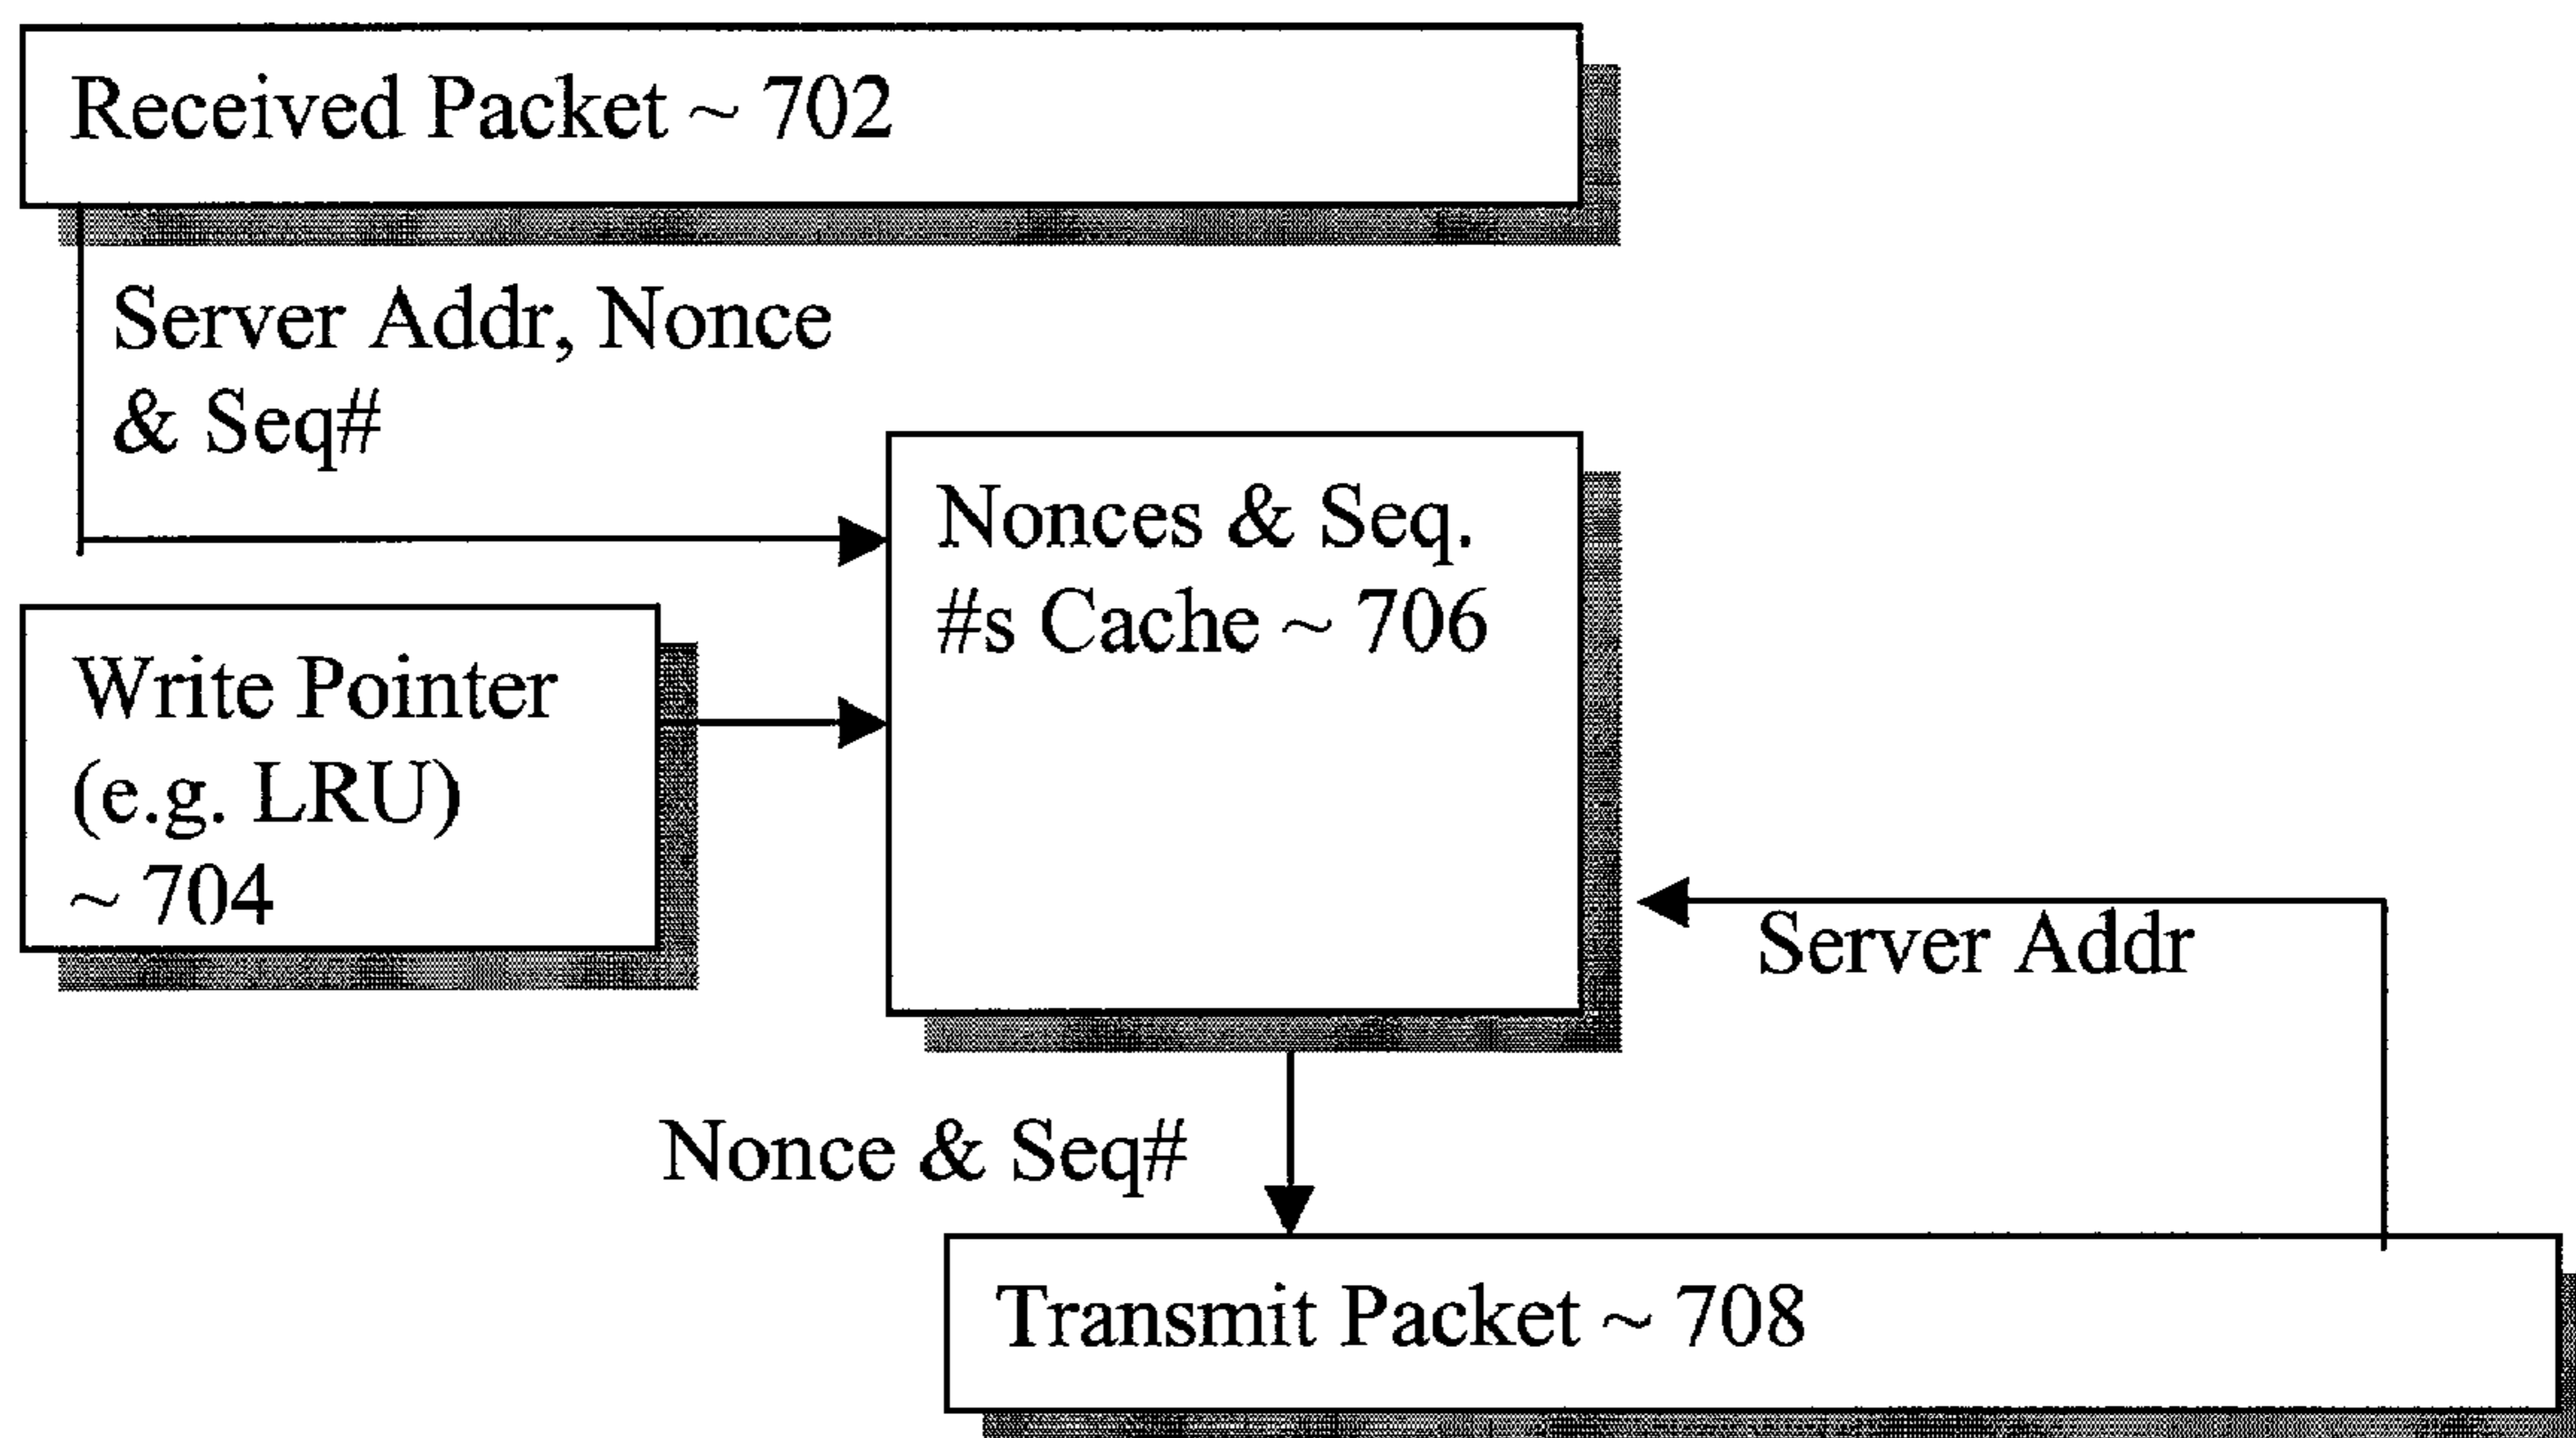 Received Packet ~ 702
Server Addr, Nonce
& Seq#
Nonces & Seq.
#s Cache ~ 706
Write Pointer
(e.g. LRU)
~ 704
Server Addr
Nonce & Seq#
Transmit Packet ~ 708